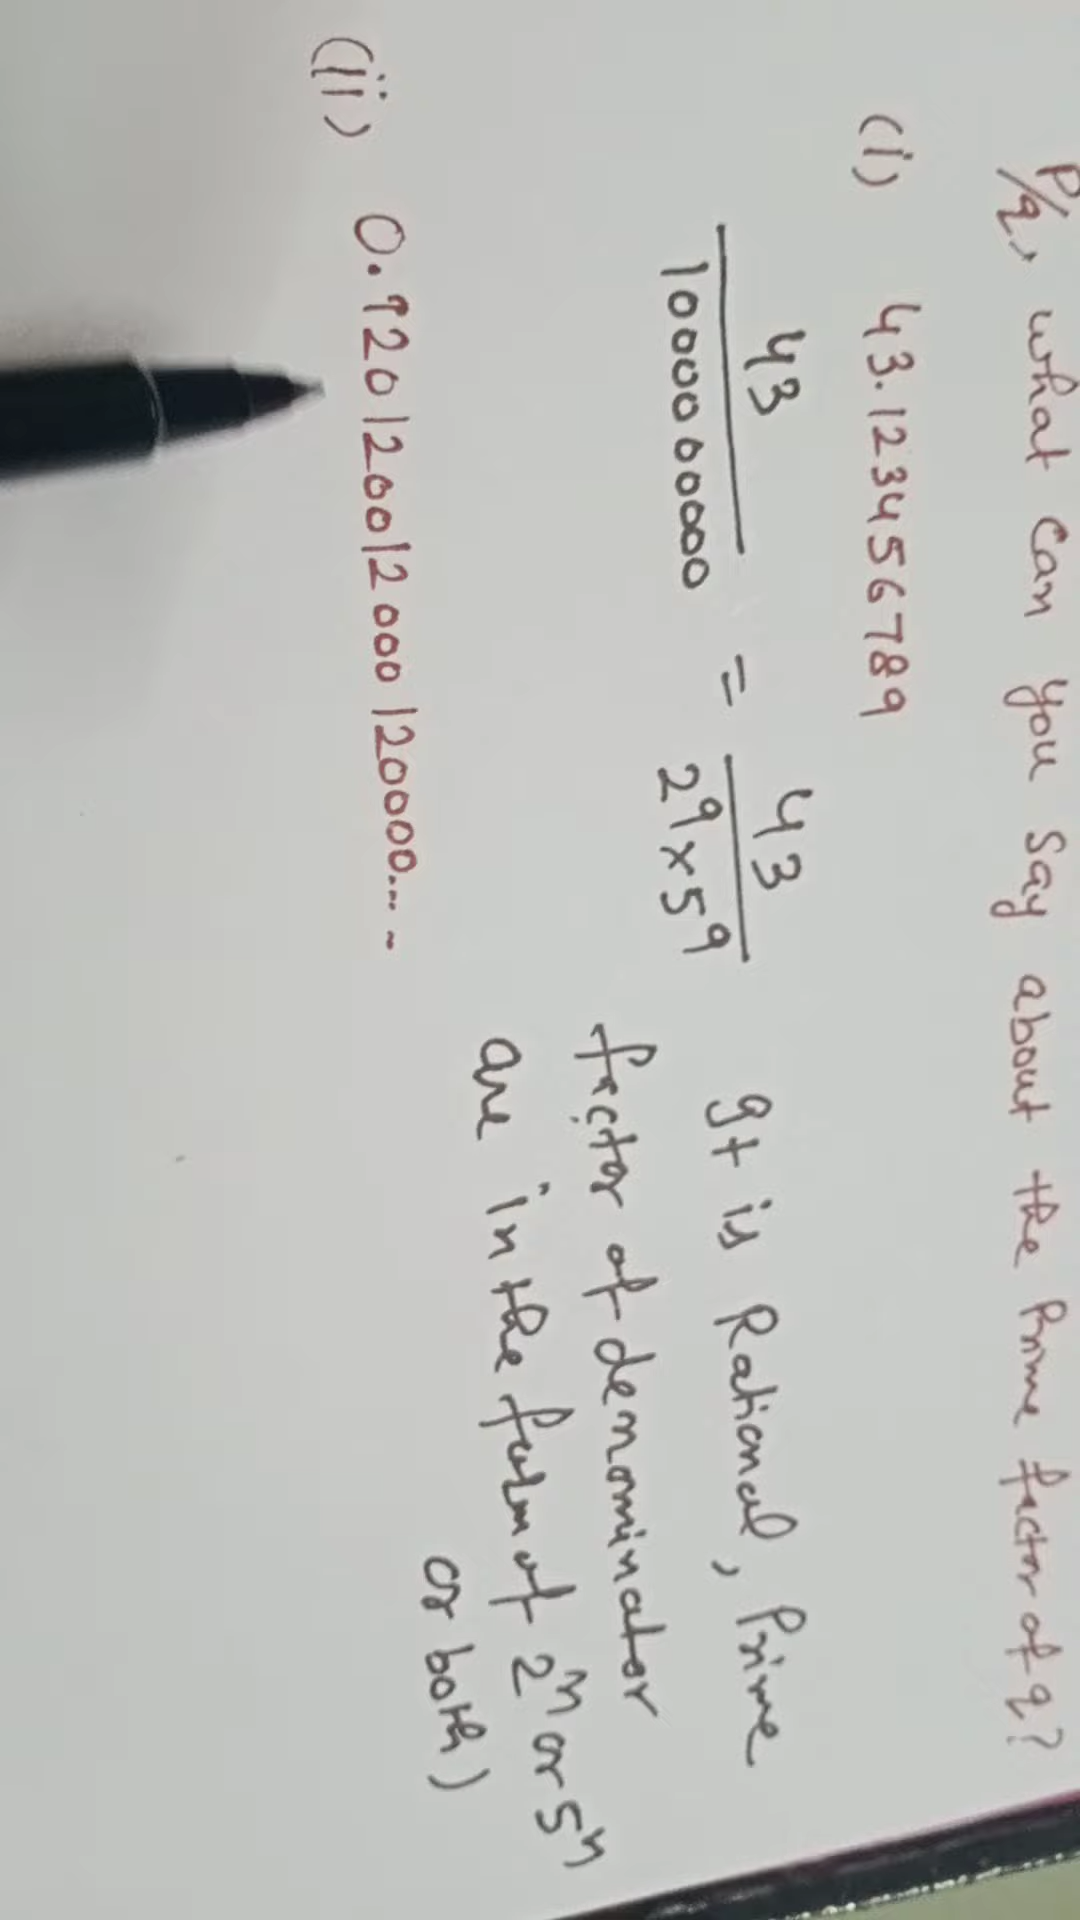 P/q, what can you say about the Prime factor of q?
(i) 43.123456789
43
1000000000
=
43
2⁹×5⁹
It is Rational, Prime
factor of denominator
are in the form of 2ⁿ or 5ⁿ
or both)
(ii) 0.120120012000120000....